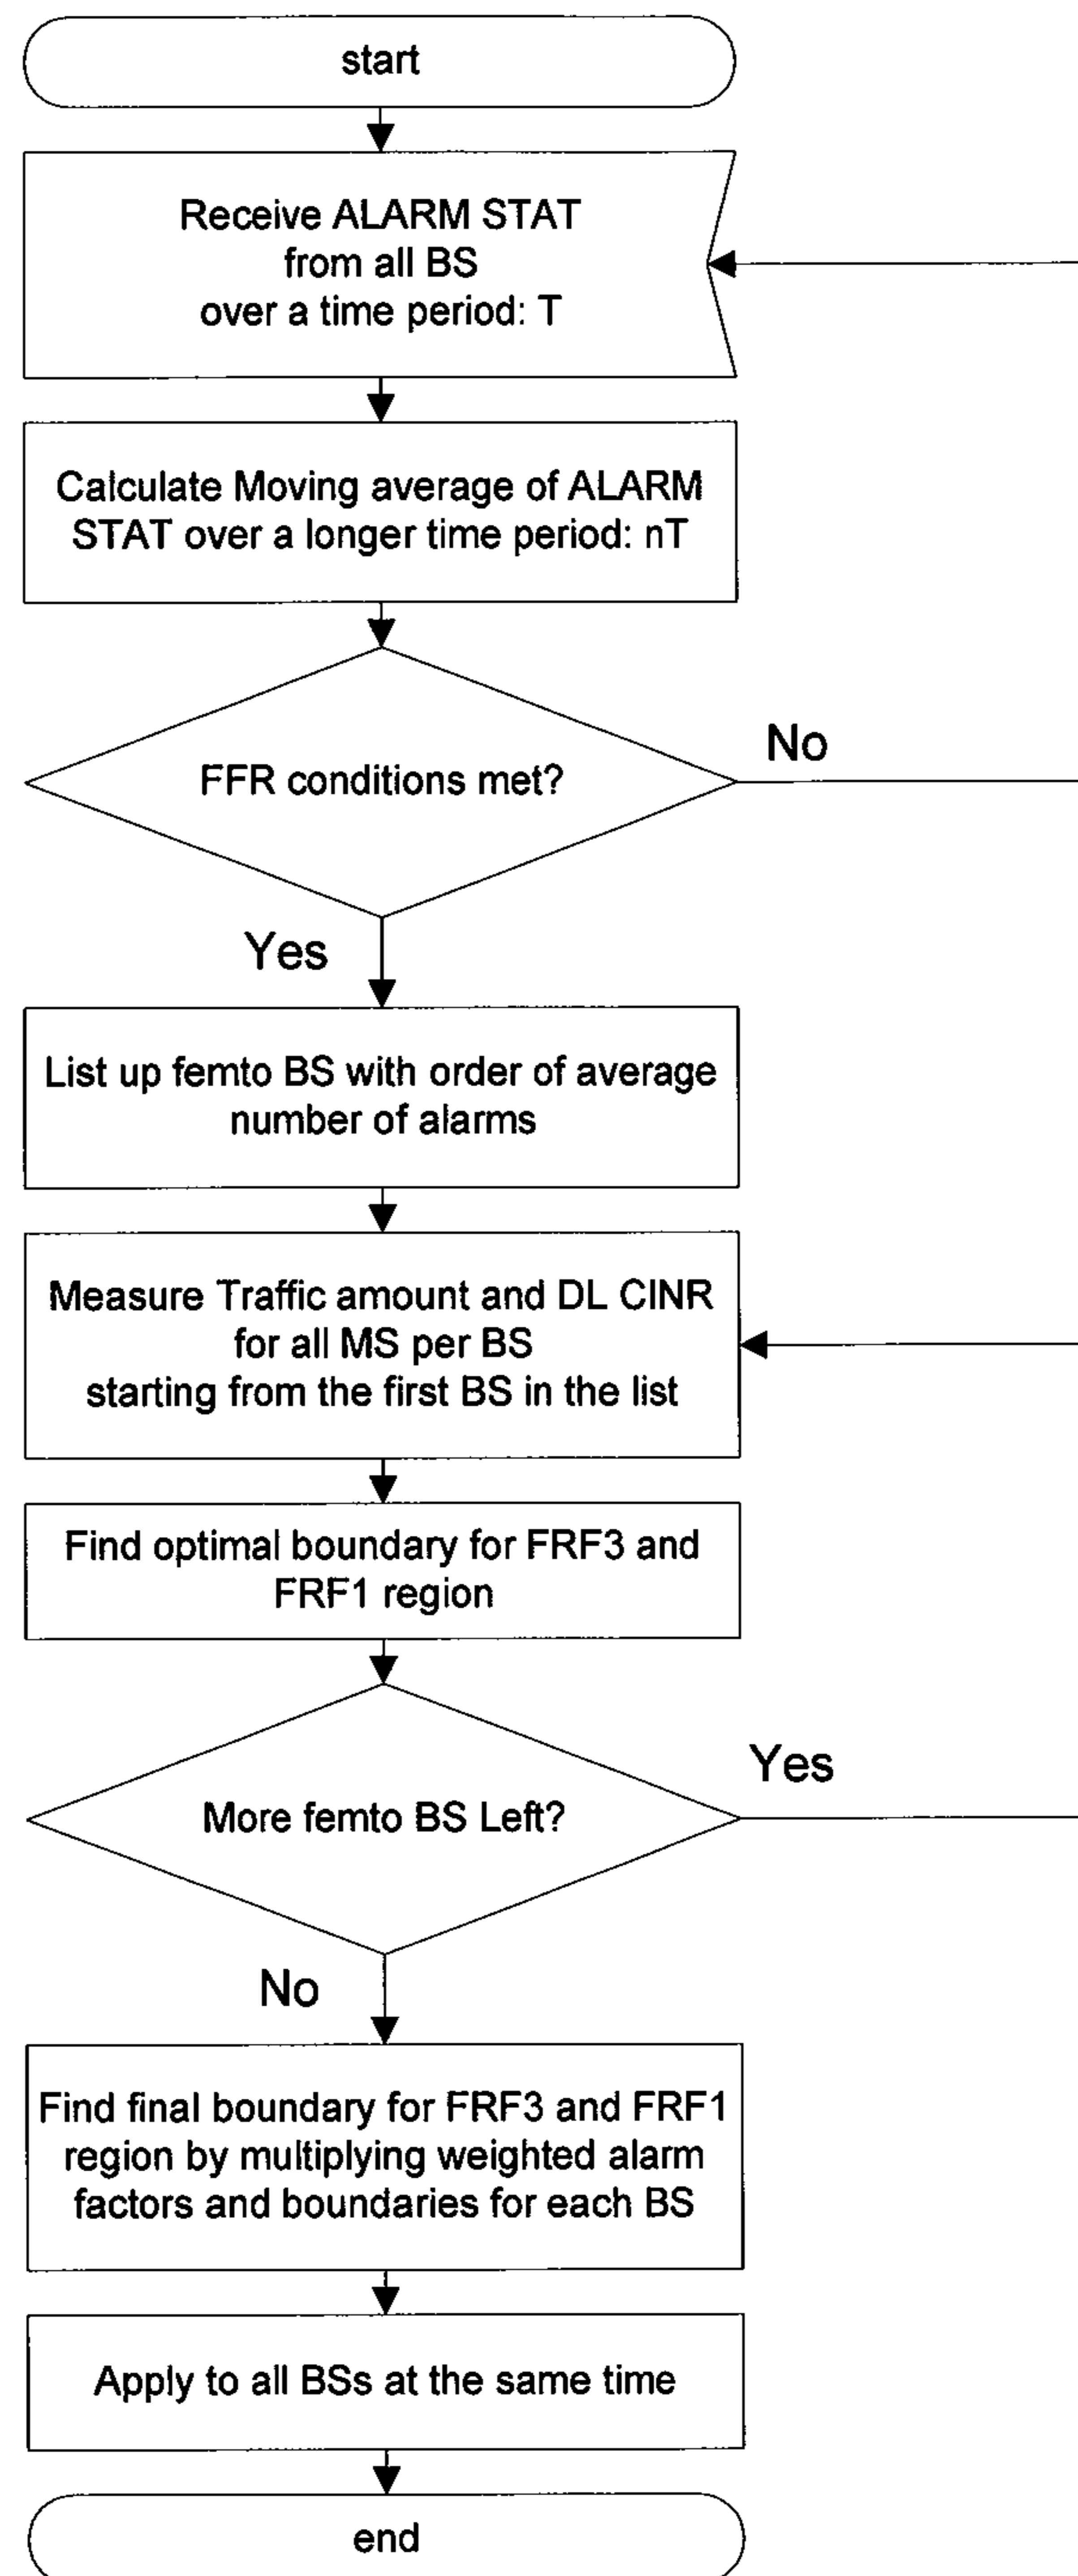 start
Receive ALARM STAT
from all BS
over a time period: T
Calculate Moving average of ALARM
STAT over a longer time period: nT
FFR conditions met?
No
Yes
List up femto BS with order of average
number of alarms
Measure Traffic amount and DL CINR
for all MS per BS
starting from the first BS in the list
Find optimal boundary for FRF3 and
FRF1 region
More femto BS Left?
Yes
No
Find final boundary for FRF3 and FRF1
region by multiplying weighted alarm
factors and boundaries for each BS
Apply to all BSs at the same time
end